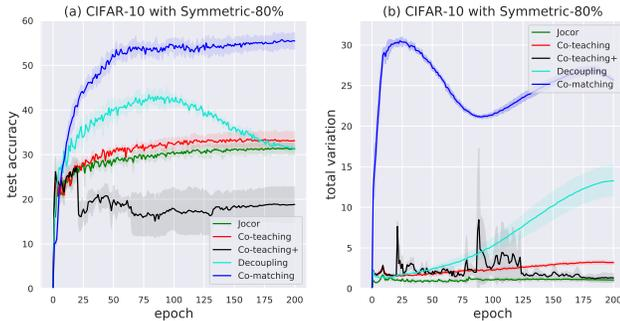 (a) CIFAR-10 with Symmetric-80%
60
50
40
30
20
10
0
test accuracy
0 25 50 75 100 125 150 175 200
epoch
Jocor
Co-teaching
Co-teaching+
Decoupling
Co-matching
(b) CIFAR-10 with Symmetric-80%
30
25
20
15
10
5
0
total variation
0 25 50 75 100 125 150 175 200
epoch
Jocor
Co-teaching
Co-teaching+
Decoupling
Co-matching